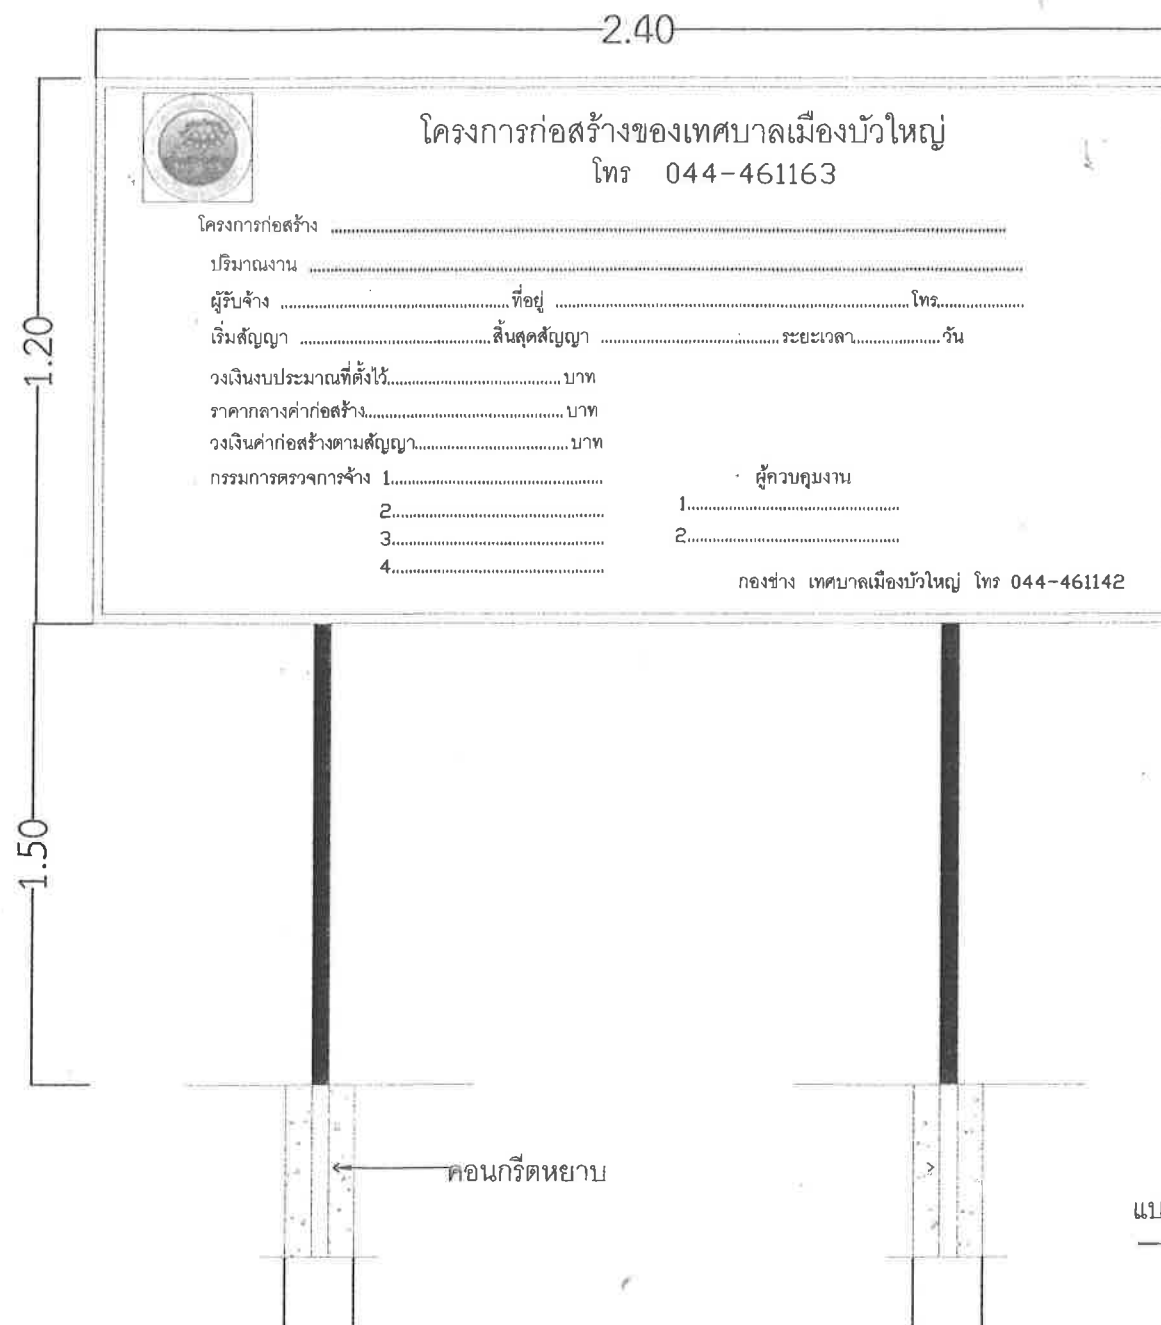 2.40
โครงการก่อสร้างของเทศบาลเมืองบัวใหญ่
โทร 044-461163
โครงการก่อสร้าง ........................................
ปริมาณงาน ........................................
ผู้รับจ้าง ....................ที่อยู่ ........................................โทร....................
เริ่มสัญญา ....................สิ้นสุดสัญญา ....................ระยะเวลา....................วัน
1.20
วงเงินงบประมาณที่ตั้งไว้....................บาท
ราคากลางค่าก่อสร้าง....................บาท
วงเงินค่าก่อสร้างตามสัญญา....................บาท
กรรมการตรวจการจ้าง 1.................... ผู้ควบคุมงาน
2.................... 1....................
3.................... 2....................
4....................
กองช่าง เทศบาลเมืองบัวใหญ่ โทร 044-461142
1.50
คอนกรีตหยาบ